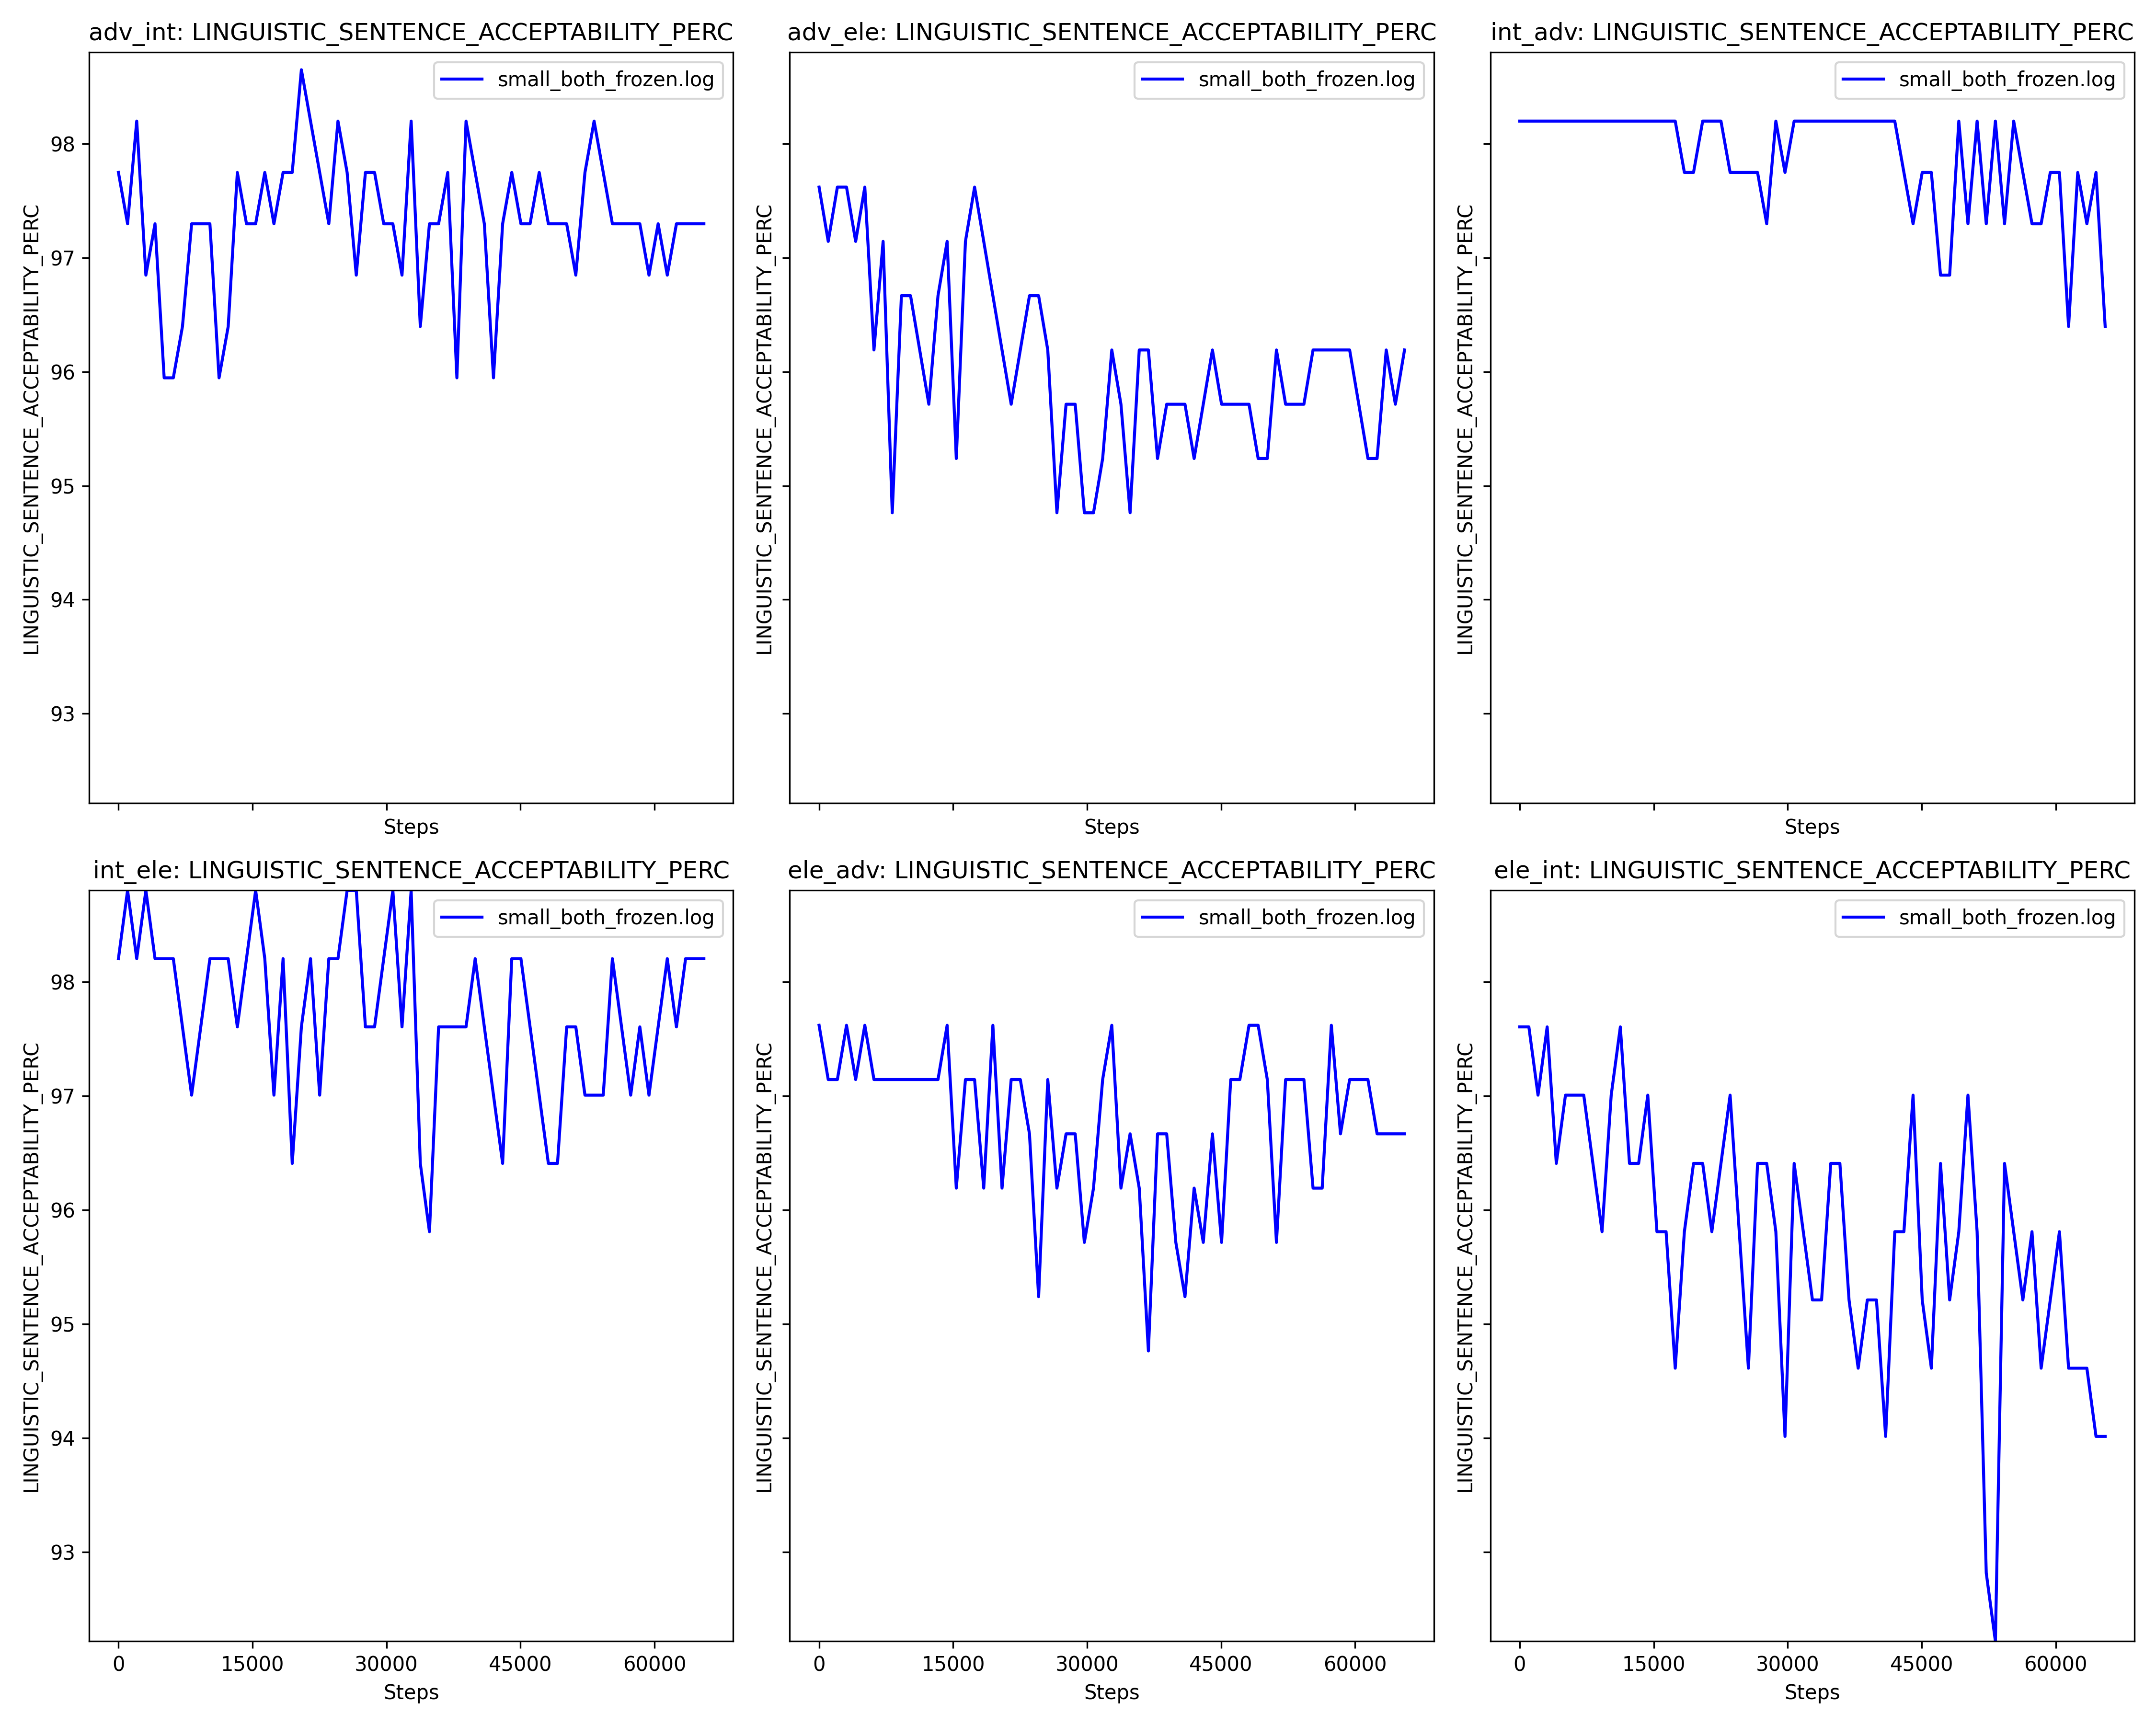 adv_int: LINGUISTIC_SENTENCE_ACCEPTABILITY_PERC
small_both_frozen.log
LINGUISTIC_SENTENCE_ACCEPTABILITY_PERC
98
97
96
95
94
93
Steps
adv_ele: LINGUISTIC_SENTENCE_ACCEPTABILITY_PERC
small_both_frozen.log
LINGUISTIC_SENTENCE_ACCEPTABILITY_PERC
Steps
int_adv: LINGUISTIC_SENTENCE_ACCEPTABILITY_PERC
small_both_frozen.log
LINGUISTIC_SENTENCE_ACCEPTABILITY_PERC
Steps
int_ele: LINGUISTIC_SENTENCE_ACCEPTABILITY_PERC
small_both_frozen.log
LINGUISTIC_SENTENCE_ACCEPTABILITY_PERC
98
97
96
95
94
93
0 15000 30000 45000 60000
Steps
ele_adv: LINGUISTIC_SENTENCE_ACCEPTABILITY_PERC
small_both_frozen.log
LINGUISTIC_SENTENCE_ACCEPTABILITY_PERC
0 15000 30000 45000 60000
Steps
ele_int: LINGUISTIC_SENTENCE_ACCEPTABILITY_PERC
small_both_frozen.log
LINGUISTIC_SENTENCE_ACCEPTABILITY_PERC
0 15000 30000 45000 60000
Steps